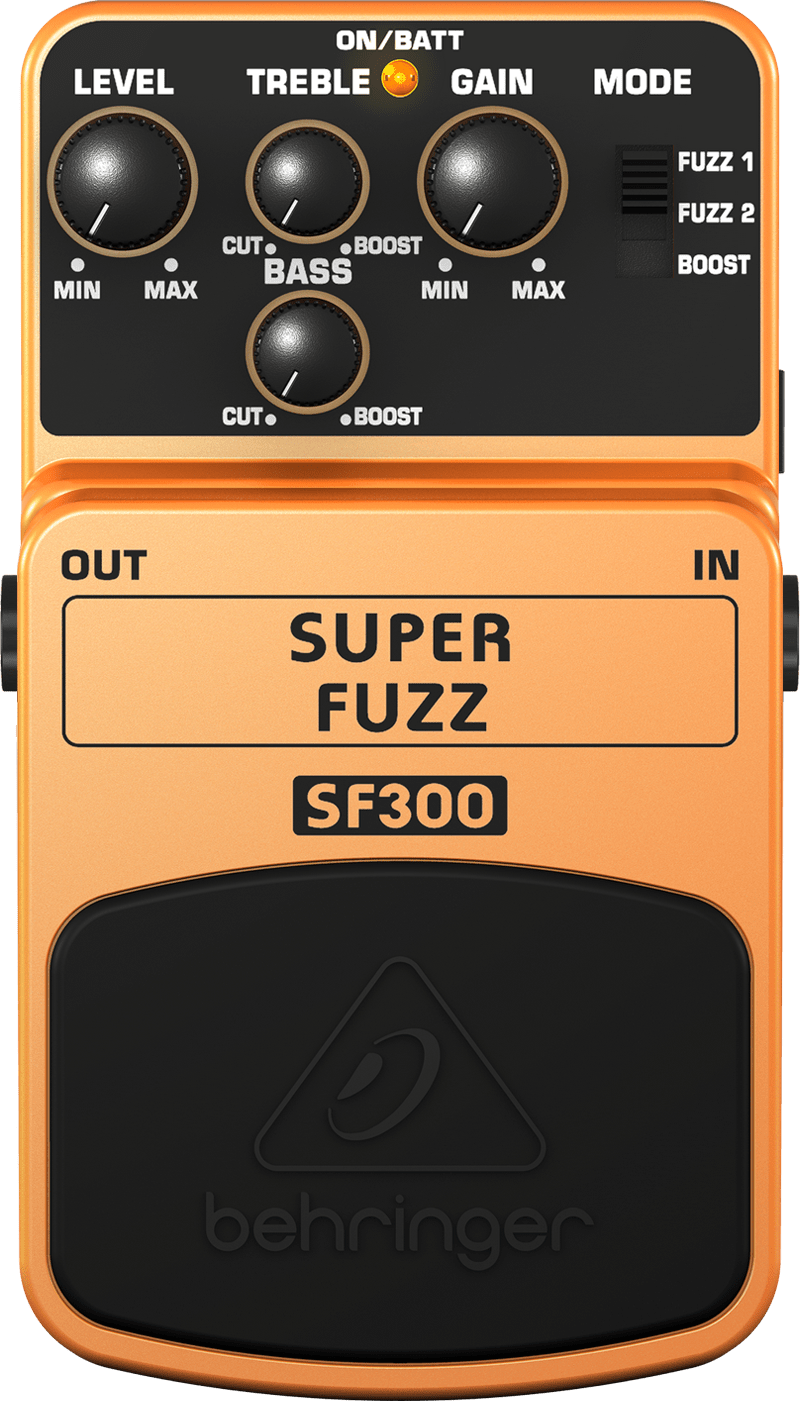 ON/BATT
LEVEL TREBLE GAIN MODE
FUZZ 1
FUZZ 2
BOOST
CUT BOOST
BASS
MIN MAX MIN MAX
CUT BOOST
OUT IN
SUPER
FUZZ
SF300
behringer